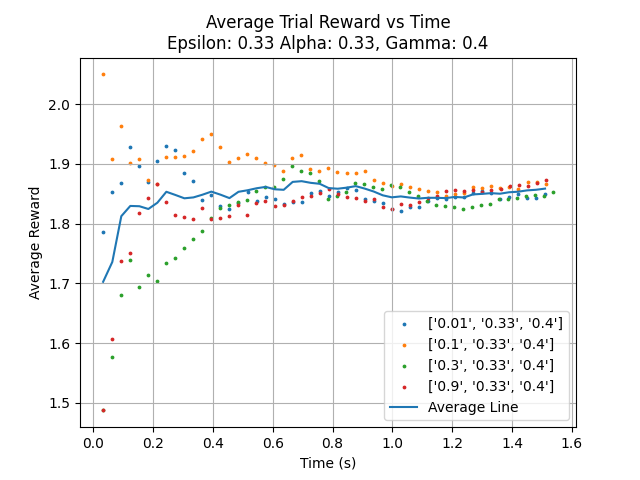 Average Trial Reward vs Time
Epsilon: 0.33 Alpha: 0.33, Gamma: 0.4
Average Reward
2.0
1.9
1.8
1.7
1.6
1.5
['0.01', '0.33', '0.4']
['0.1', '0.33', '0.4']
['0.3', '0.33', '0.4']
['0.9', '0.33', '0.4']
Average Line
0.0 0.2 0.4 0.6 0.8 1.0 1.2 1.4 1.6
Time (s)